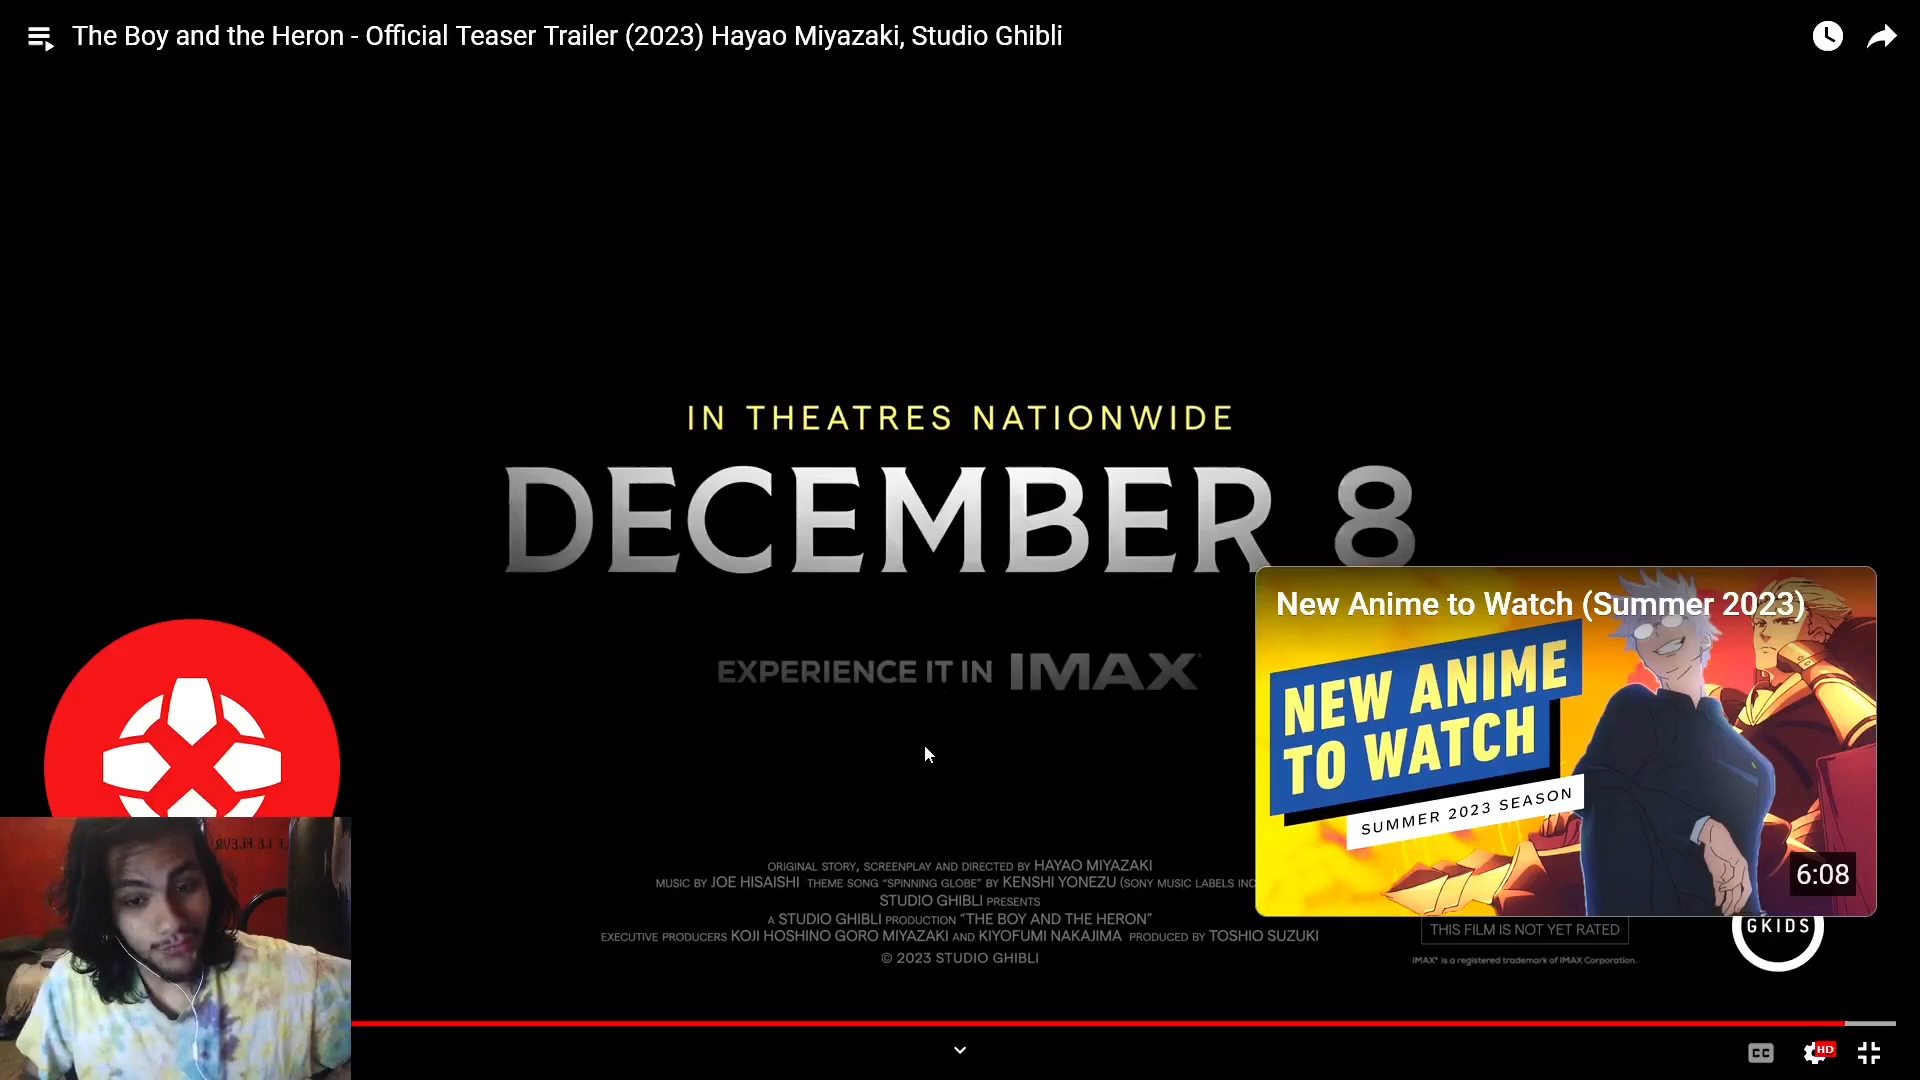 The Boy and the Heron - Official Teaser Trailer (2023) Hayao Miyazaki, Studio Ghibli
IN THEATRES NATIONWIDE
DECEMBER 8
EXPERIENCE IT IN IMAX
New Anime to Watch (Summer 2023)
NEW ANIME
TO WATCH
SUMMER 2023 SEASON
6:08
ORIGINAL STORY, SCREENPLAY AND DIRECTED BY HAYAO MIYAZAKI
MUSIC BY JOE HISAISHI THEME SONG "SPINNING GLOBE" BY KENSHI YONEZU (SONY MUSIC LABELS INC
STUDIO GHIBLI PRESENTS
A STUDIO GHIBLI PRODUCTION "THE BOY AND THE HERON"
EXECUTIVE PRODUCERS KOJI HOSHINO GORO MIYAZAKI AND KIYOFUMI NAKAJIMA PRODUCED BY TOSHIO SUZUKI
© 2023 STUDIO GHIBLI
THIS FILM IS NOT YET RATED
IMAX® is a registered trademark of IMAX Corporation.
GKIDS
CC
HD